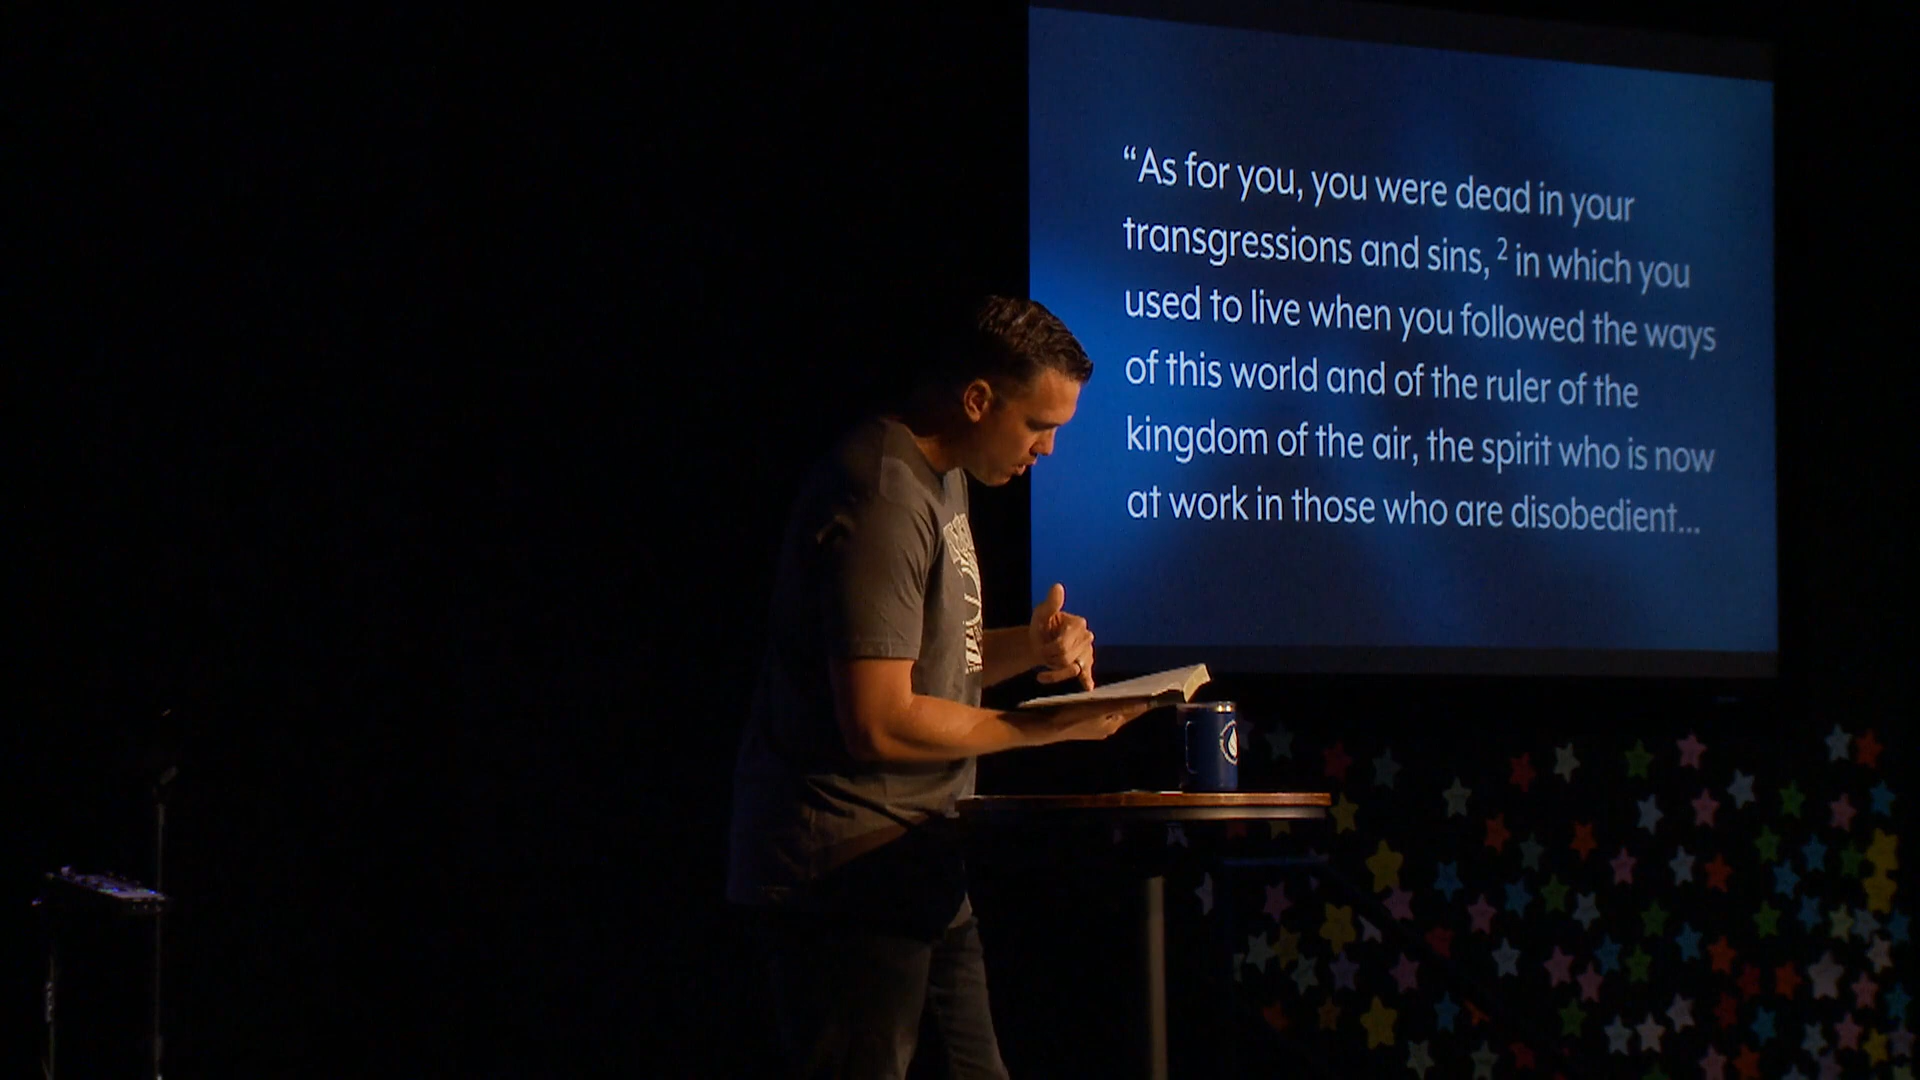 “As for you, you were dead in your
transgressions and sins, ² in which you
used to live when you followed the ways
of this world and of the ruler of the
kingdom of the air, the spirit who is now
at work in those who are disobedient...